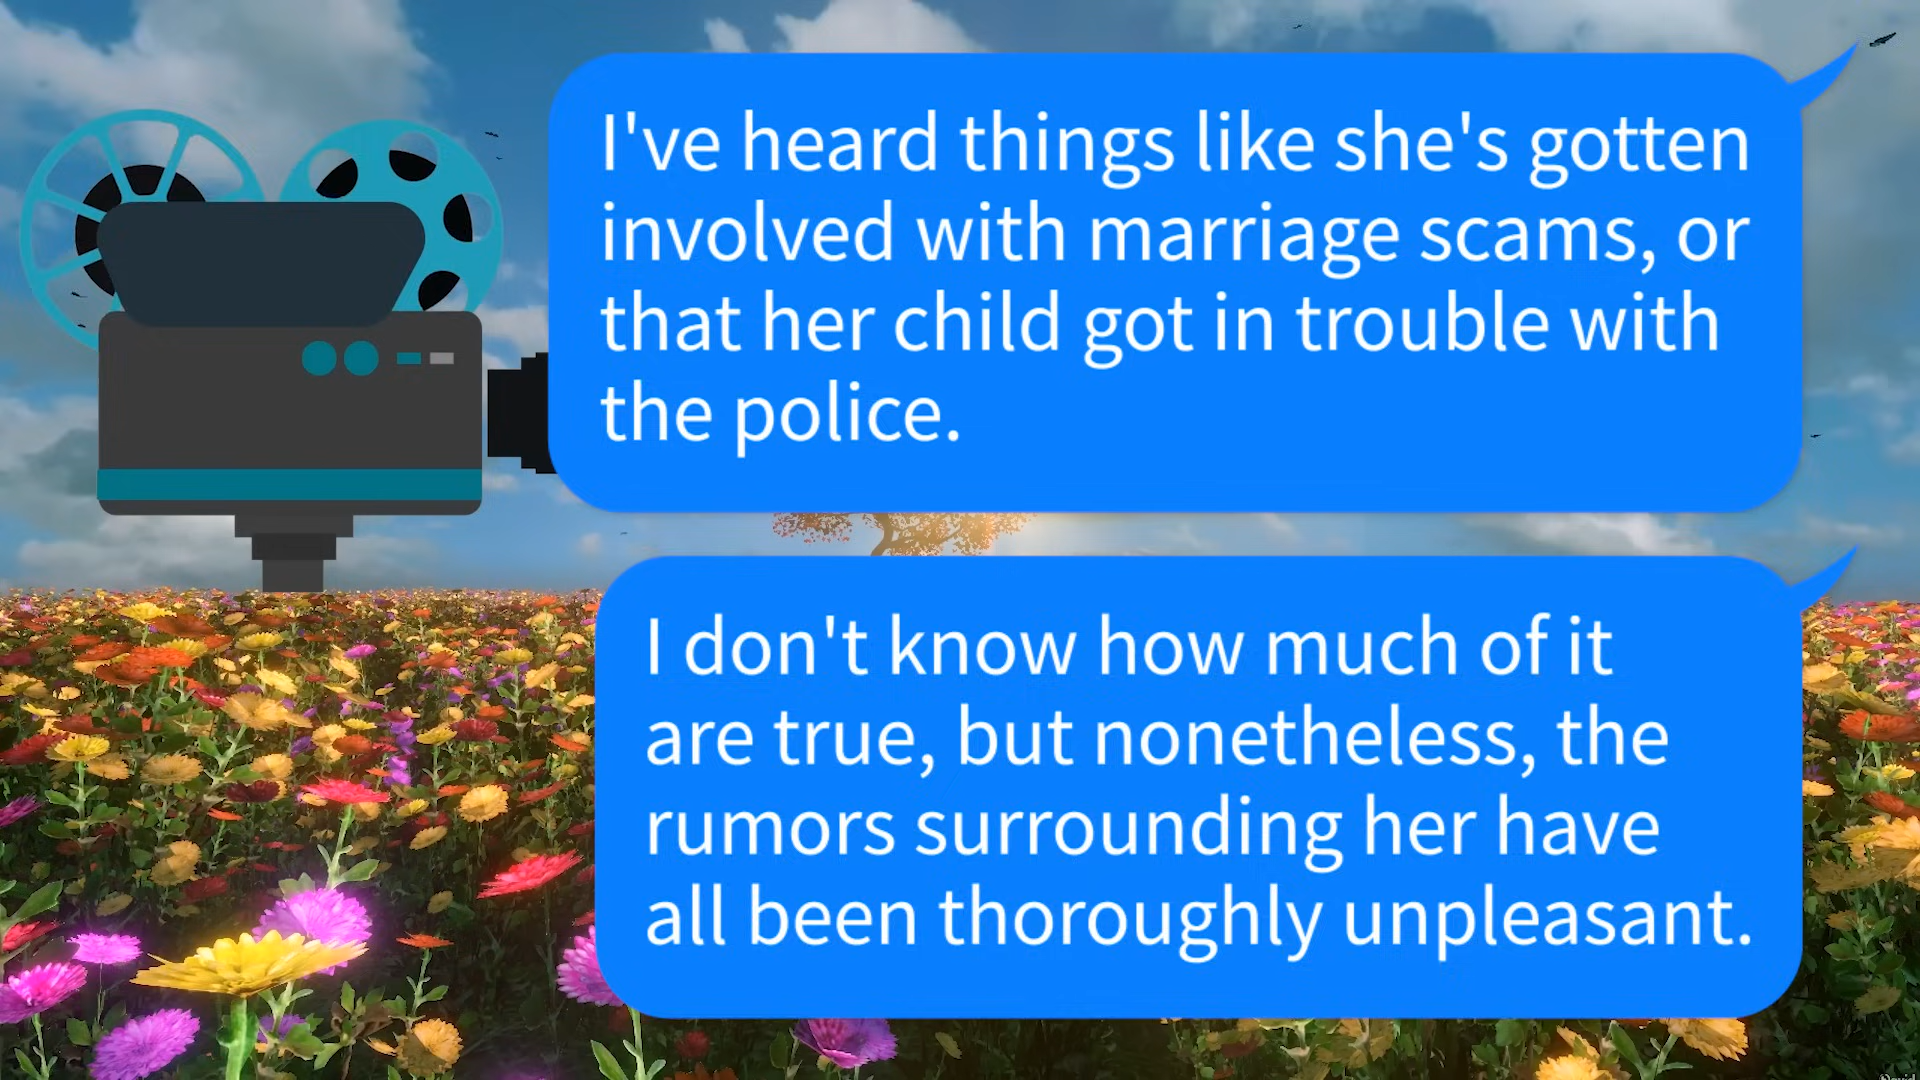 I've heard things like she's gotten
involved with marriage scams, or
that her child got in trouble with
the police.
I don't know how much of it
are true, but nonetheless, the
rumors surrounding her have
all been thoroughly unpleasant.